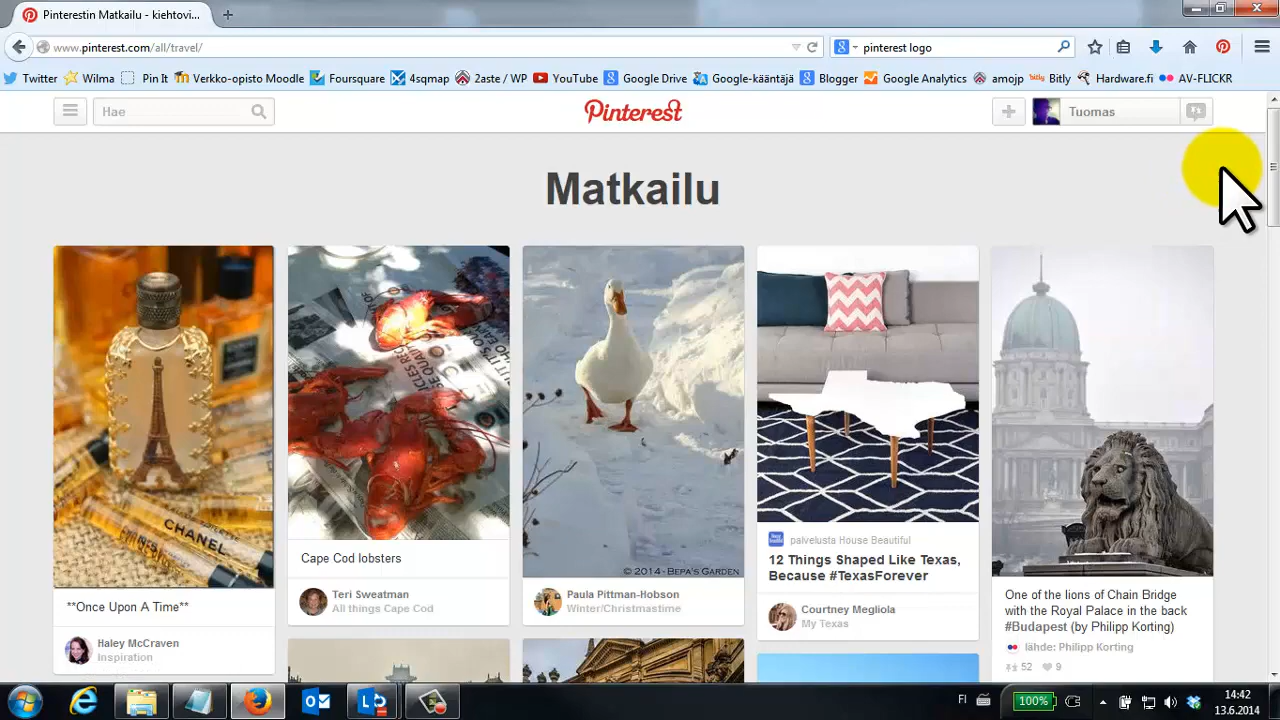 Pinterestin Matkailu - kiehtovi...
www.pinterest.com/all/travel/
pinterest logo
Twitter Wilma Pin It Verkko-opisto Moodle Foursquare 4sqmap 2aste / WP YouTube Google Drive Google-kääntäjä Blogger Google Analytics amojp bitly Bitly Hardware.fi AV-FLICKR
Hae
Pinterest
Tuomas
Matkailu
CHANEL
© 2014 - BEPA'S GARDEN
**Once Upon A Time**
Haley McCraven
Inspiration
Cape Cod lobsters
Teri Sweatman
All things Cape Cod
Paula Pittman-Hobson
Winter/Christmastime
palvelusta House Beautiful
12 Things Shaped Like Texas,
Because #TexasForever
Courtney Megliola
My Texas
One of the lions of Chain Bridge
with the Royal Palace in the back
#Budapest (by Philipp Korting)
lähde: Philipp Korting
52 9
FI 100% 14:42
13.6.2014